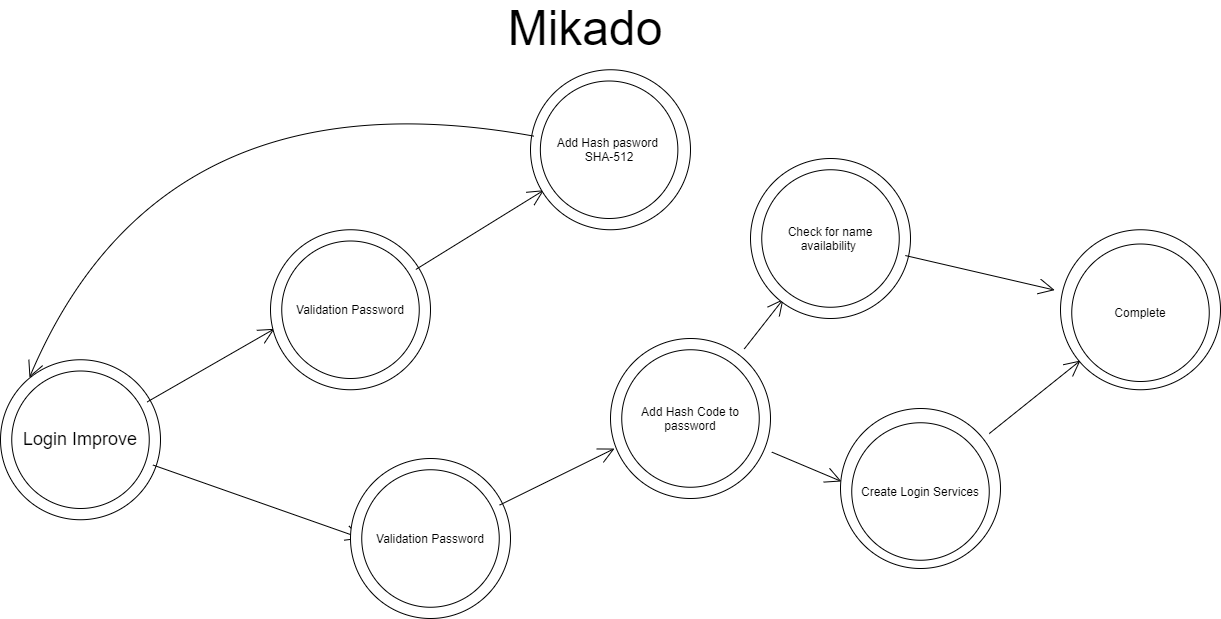 Mikado
Add Hash pasword
SHA-512
Check for name
availability
Validation Password
Complete
Add Hash Code to
password
Login Improve
Create Login Services
Validation Password